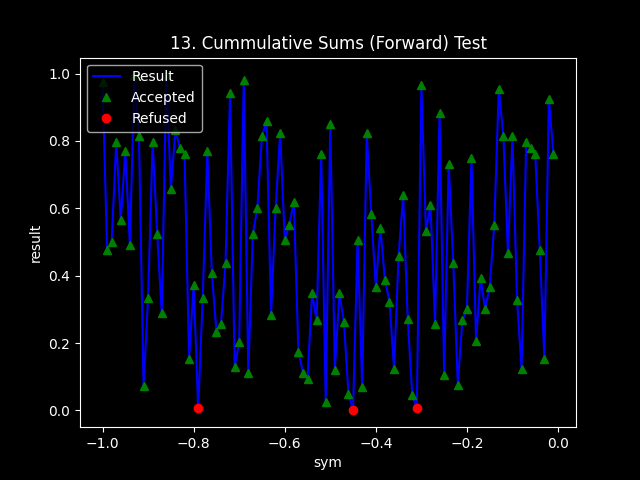 13. Cummulative Sums (Forward) Test
Result
Accepted
Refused
result
1.0
0.8
0.6
0.4
0.2
0.0
−1.0 −0.8 −0.6 −0.4 −0.2 0.0
sym